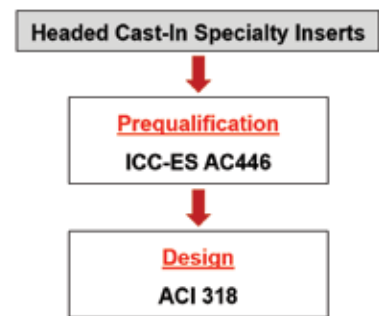 Headed Cast-In Specialty Inserts
Prequalification
ICC-ES AC446
Design
ACI 318